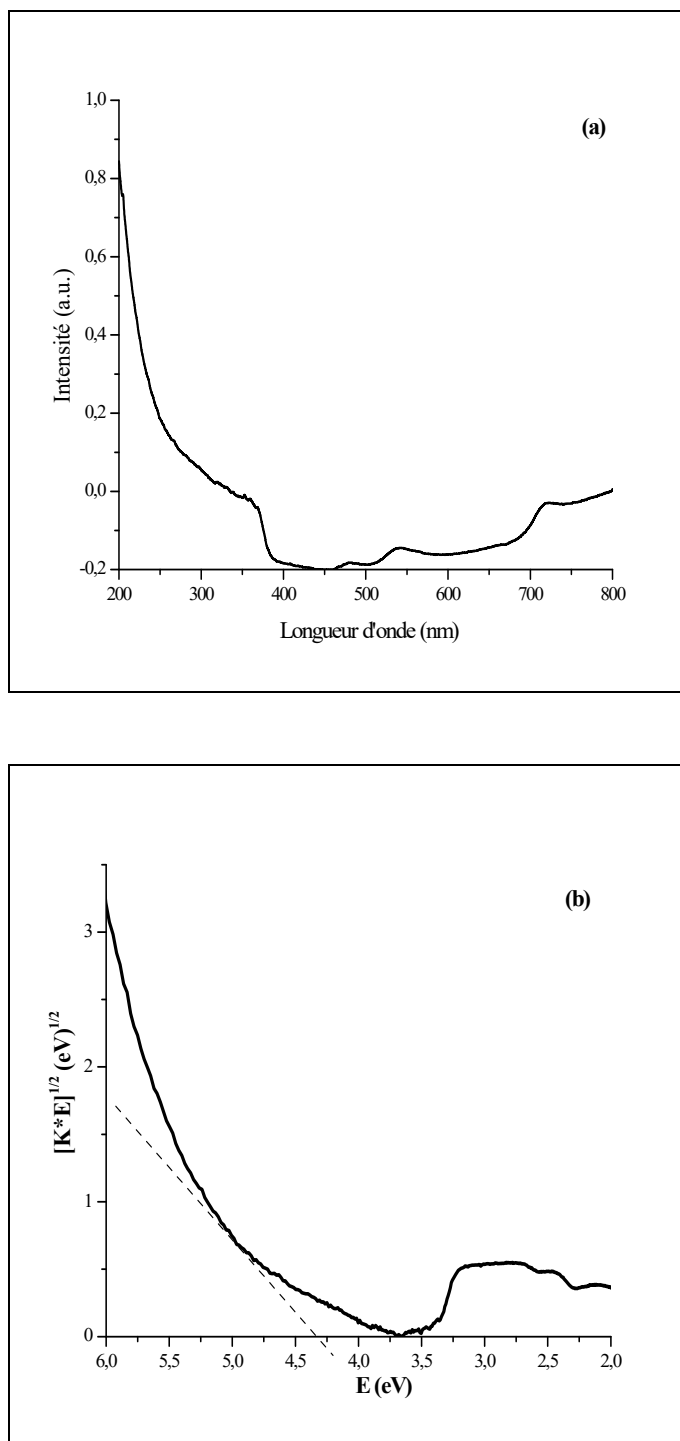 (a)
1,0
0,8
0,6
0,4
0,2
0,0
-0,2
Intensité (a.u.)
200 300 400 500 600 700 800
Longueur d'onde (nm)
(b)
3
2
1
0
[K*E]^1/2 (eV)^1/2
6,0 5,5 5,0 4,5 4,0 3,5 3,0 2,5 2,0
E (eV)